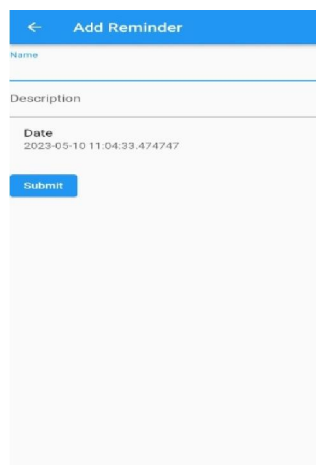 Add Reminder
Name
Description
Date
2023-05-10 11:04:33.474747
Submit